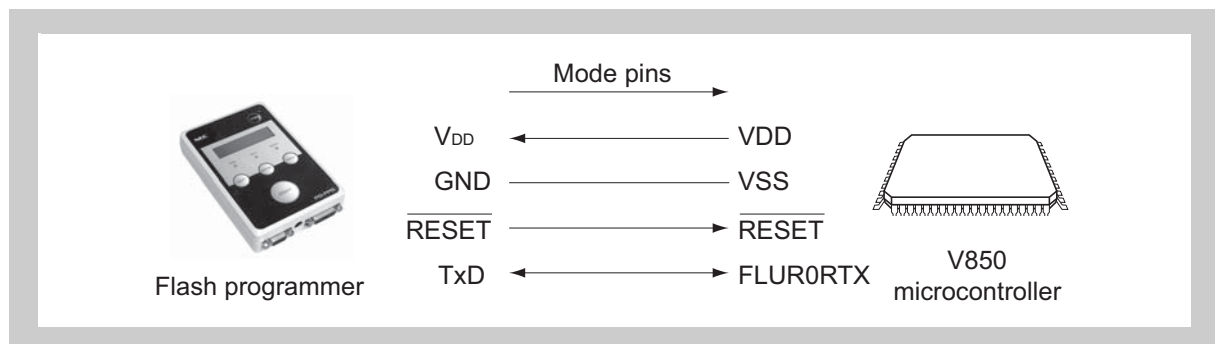 Mode pins
VDD VDD
GND VSS
RESET RESET
TxD FLUR0RTX
Flash programmer
V850
microcontroller